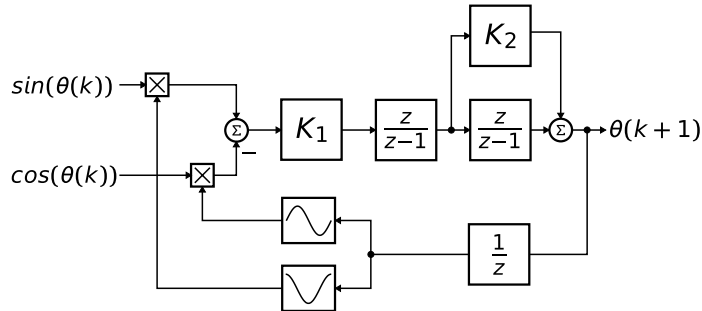 K₂
sin(θ(k))
Σ
−
K₁
z
z−1
z
z−1
Σ
θ(k + 1)
cos(θ(k))
1
z